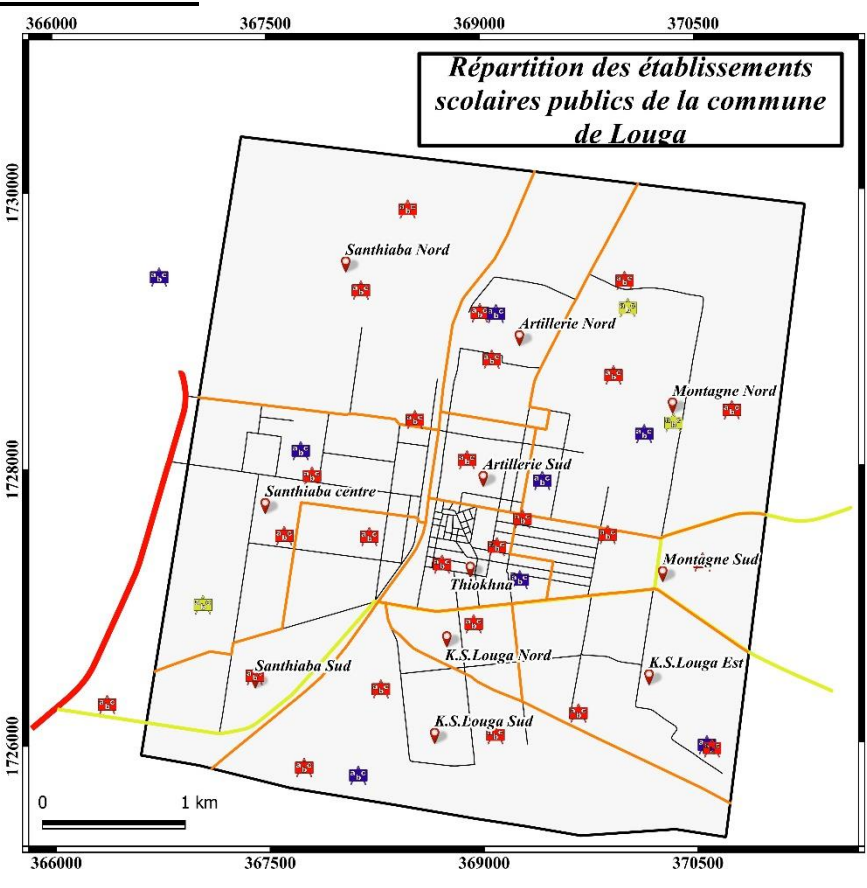 366000 367500 369000 370500
Répartition des établissements
scolaires publics de la commune
de Louga
1730000
Santhiaba Nord
Artillerie Nord
Montagne Nord
1728000
Artillerie Sud
Santhiaba centre
Montagne Sud
Thiokhna
K.S.Louga Nord
Santhiaba Sud
K.S.Louga Est
K.S.Louga Sud
1726000
0 1 km
366000 367500 369000 370500